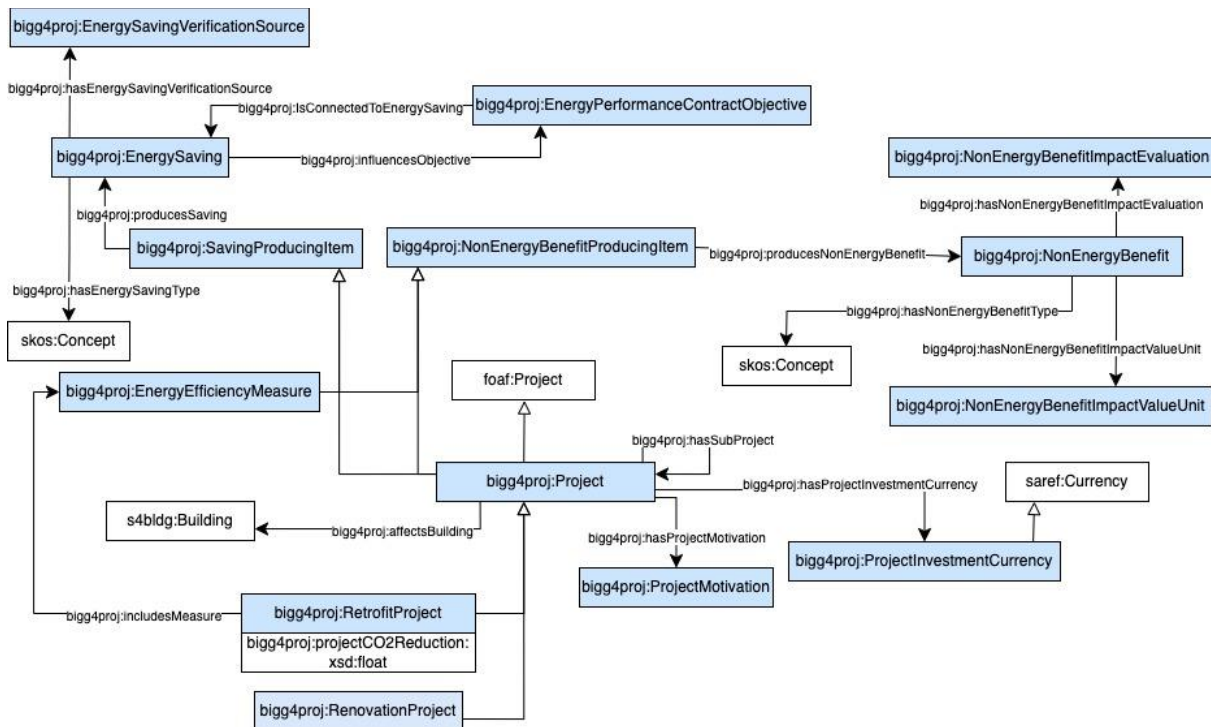 bigg4proj:EnergySavingVerificationSource
bigg4proj:hasEnergySavingVerificationSource
bigg4proj:IsConnectedToEnergySaving
bigg4proj:EnergyPerformanceContractObjective
bigg4proj:EnergySaving
bigg4proj:influencesObjective
bigg4proj:NonEnergyBenefitImpactEvaluation
bigg4proj:hasNonEnergyBenefitImpactEvaluation
bigg4proj:producesSaving
bigg4proj:SavingProducingItem
bigg4proj:NonEnergyBenefitProducingItem
bigg4proj:producesNonEnergyBenefit
bigg4proj:NonEnergyBenefit
bigg4proj:hasEnergySavingType
bigg4proj:hasNonEnergyBenefitType
skos:Concept
bigg4proj:hasNonEnergyBenefitImpactValueUnit
skos:Concept
foaf:Project
bigg4proj:EnergyEfficiencyMeasure
bigg4proj:NonEnergyBenefitImpactValueUnit
bigg4proj:hasSubProject
bigg4proj:Project
bigg4proj:hasProjectInvestmentCurrency
saref:Currency
s4bldg:Building
bigg4proj:affectsBuilding
bigg4proj:hasProjectMotivation
bigg4proj:ProjectInvestmentCurrency
bigg4proj:ProjectMotivation
bigg4proj:includesMeasure
bigg4proj:RetrofitProject
bigg4proj:projectCO2Reduction:
xsd:float
bigg4proj:RenovationProject